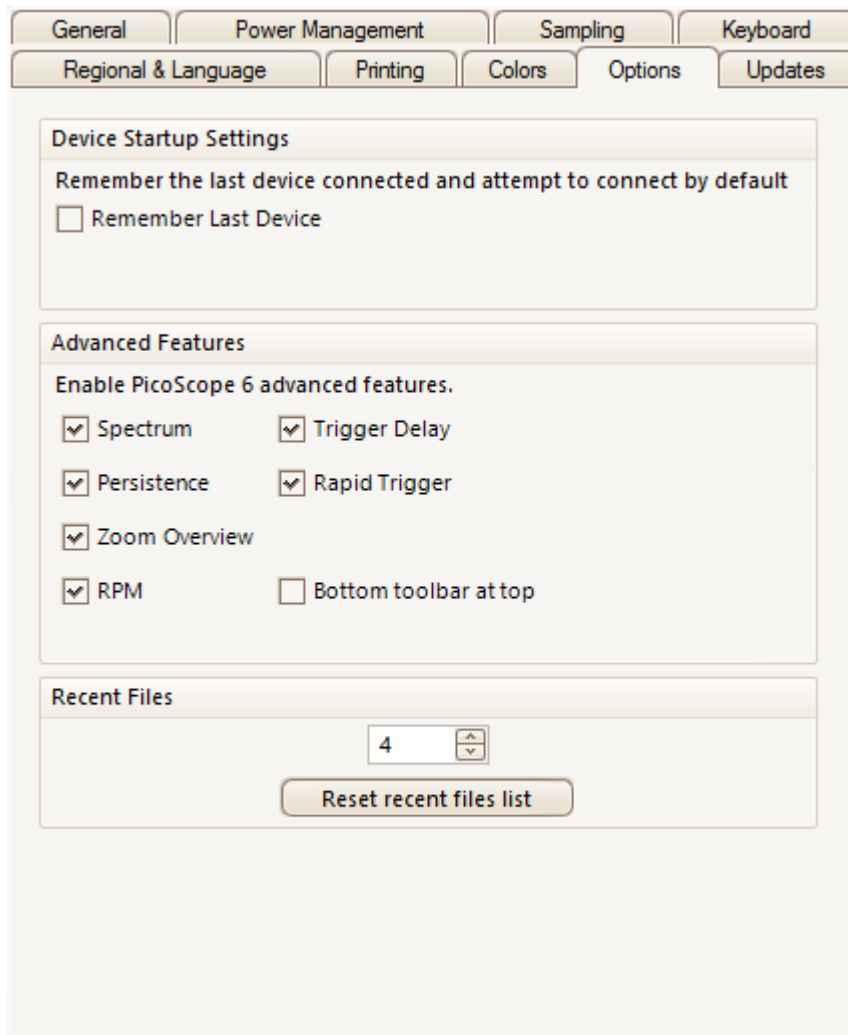 General Power Management Sampling Keyboard
Regional & Language Printing Colors Options Updates
Device Startup Settings
Remember the last device connected and attempt to connect by default
Remember Last Device
Advanced Features
Enable PicoScope 6 advanced features.
Spectrum Trigger Delay
Persistence Rapid Trigger
Zoom Overview
RPM Bottom toolbar at top
Recent Files
4
Reset recent files list